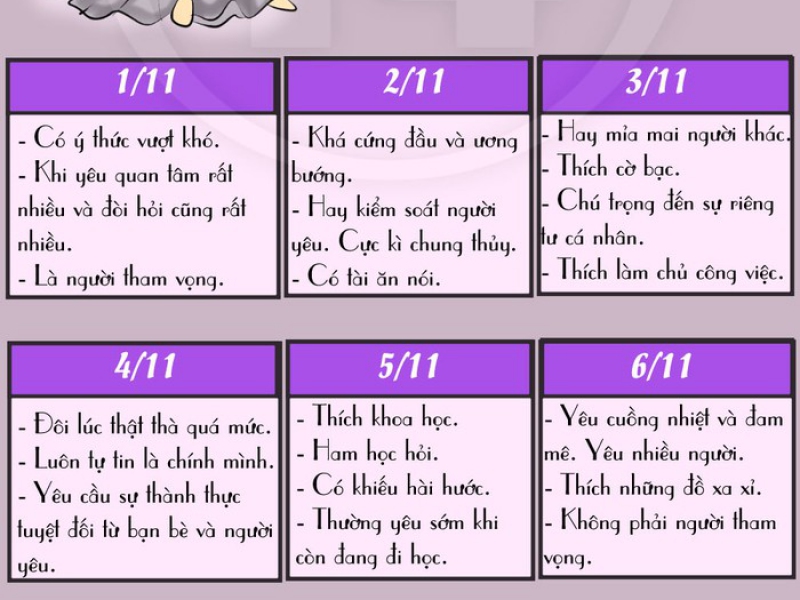 1/11
- Có ý thức vượt khó.
- Khi yêu quan tâm rất
nhiều và đòi hỏi cũng rất
nhiều.
- Là người tham vọng.
2/11
- Khá cứng đầu và ương
bướng.
- Hay kiểm soát người
yêu. Cực kì chung thủy.
- Có tài ăn nói.
3/11
- Hay mỉa mai người khác.
- Thích cờ bạc.
- Chú trọng đến sự riêng
tư cá nhân.
- Thích làm chủ công việc.
4/11
- Đôi lúc thật thà quá mức.
- Luôn tự tin là chính mình.
- Yêu cầu sự thành thực
tuyệt đối từ bạn bè và người
yêu.
5/11
- Thích khoa học.
- Ham học hỏi.
- Có khiếu hài hước.
- Thường yêu sớm khi
còn đang đi học.
6/11
- Yêu cuồng nhiệt và đam
mê. Yêu nhiều người.
- Thích những đồ xa xỉ.
- Không phải người tham
vọng.